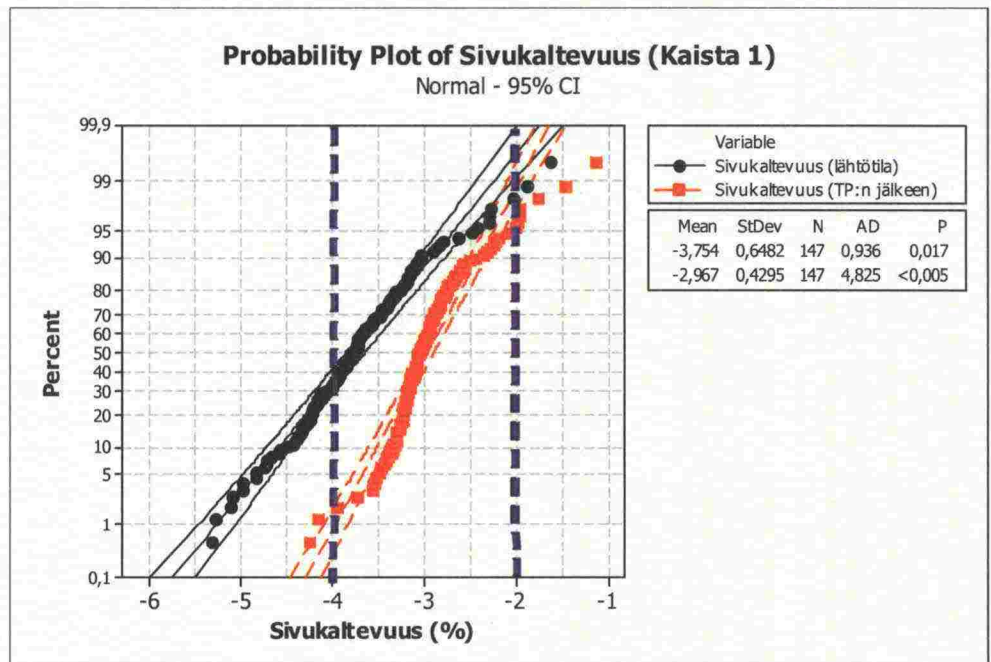 Probability Plot of Sivukaltevuus (Kaista 1)
Normal - 95% CI
99,9
99
95
90
80
70
60
50
40
30
20
10
5
1
0,1
Percent
-6 -5 -4 -3 -2 -1
Sivukaltevuus (%)
Variable
Sivukaltevuus (lähtötila)
Sivukaltevuus (TP:n jälkeen)
Mean StDev N AD P
-3,754 0,6482 147 0,936 0,017
-2,967 0,4295 147 4,825 <0,005